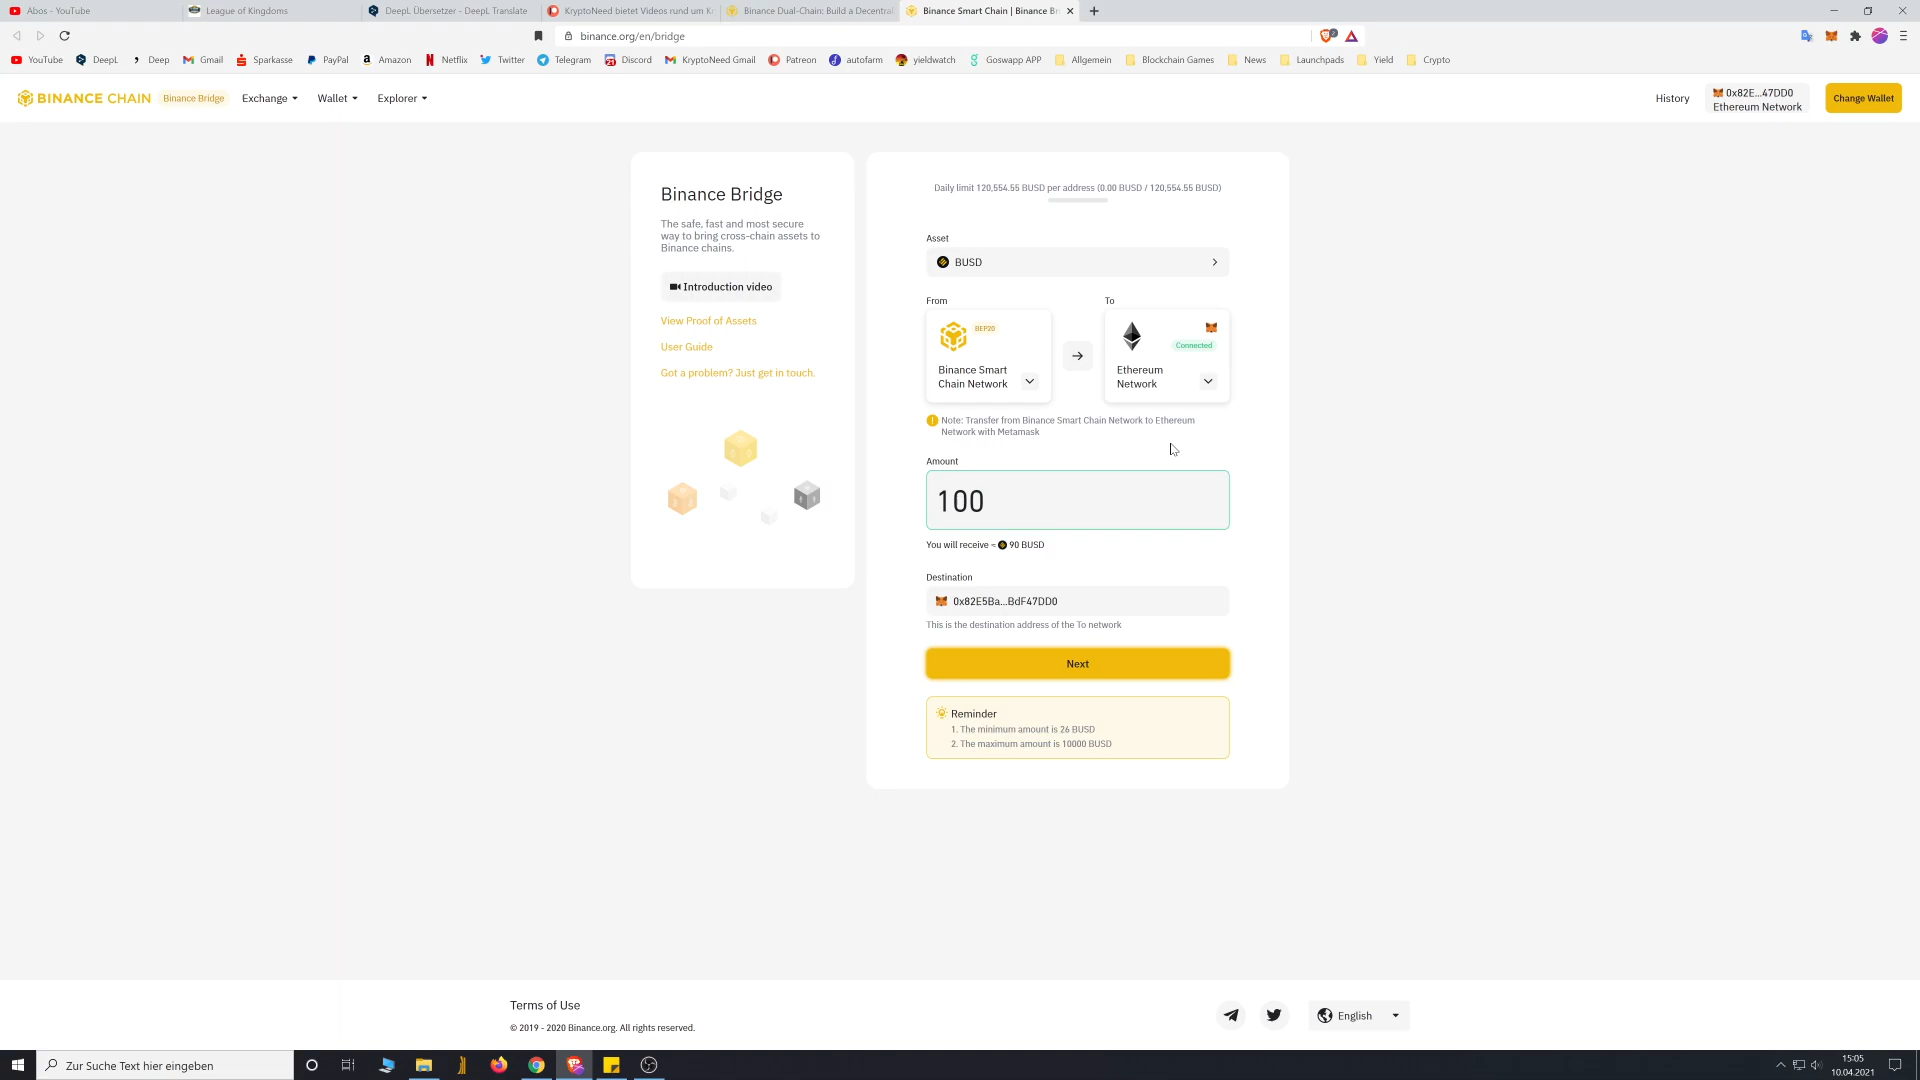 Abos - YouTube
League of Kingdoms
DeepL Übersetzer - DeepL Translate
KryptoNeed bietet Videos rund um Kr
Binance Dual-Chain: Build a Decentral
Binance Smart Chain | Binance Br
binance.org/en/bridge
YouTube
DeepL
Deep
Gmail
Sparkasse
PayPal
Amazon
Netflix
Twitter
Telegram
Discord
KryptoNeed Gmail
Patreon
autofarm
yieldwatch
Goswapp APP
Allgemein
Blockchain Games
News
Launchpads
Yield
Crypto
BINANCE CHAIN
Binance Bridge
Exchange
Wallet
Explorer
History
0x82E...47DD0
Ethereum Network
Change Wallet
Binance Bridge
The safe, fast and most secure
way to bring cross-chain assets to
Binance chains.
Introduction video
View Proof of Assets
User Guide
Got a problem? Just get in touch.
Daily limit 120,554.55 BUSD per address (0.00 BUSD / 120,554.55 BUSD)
Asset
BUSD
From
To
BEP20
Connected
Binance Smart
Chain Network
Ethereum
Network
Note: Transfer from Binance Smart Chain Network to Ethereum
Network with Metamask
Amount
100
You will receive ≈ 90 BUSD
Destination
0x82E5Ba...BdF47DD0
This is the destination address of the To network
Next
Reminder
1. The minimum amount is 26 BUSD
2. The maximum amount is 10000 BUSD
Terms of Use
© 2019 - 2020 Binance.org. All rights reserved.
English
Zur Suche Text hier eingeben
15:05
10.04.2021